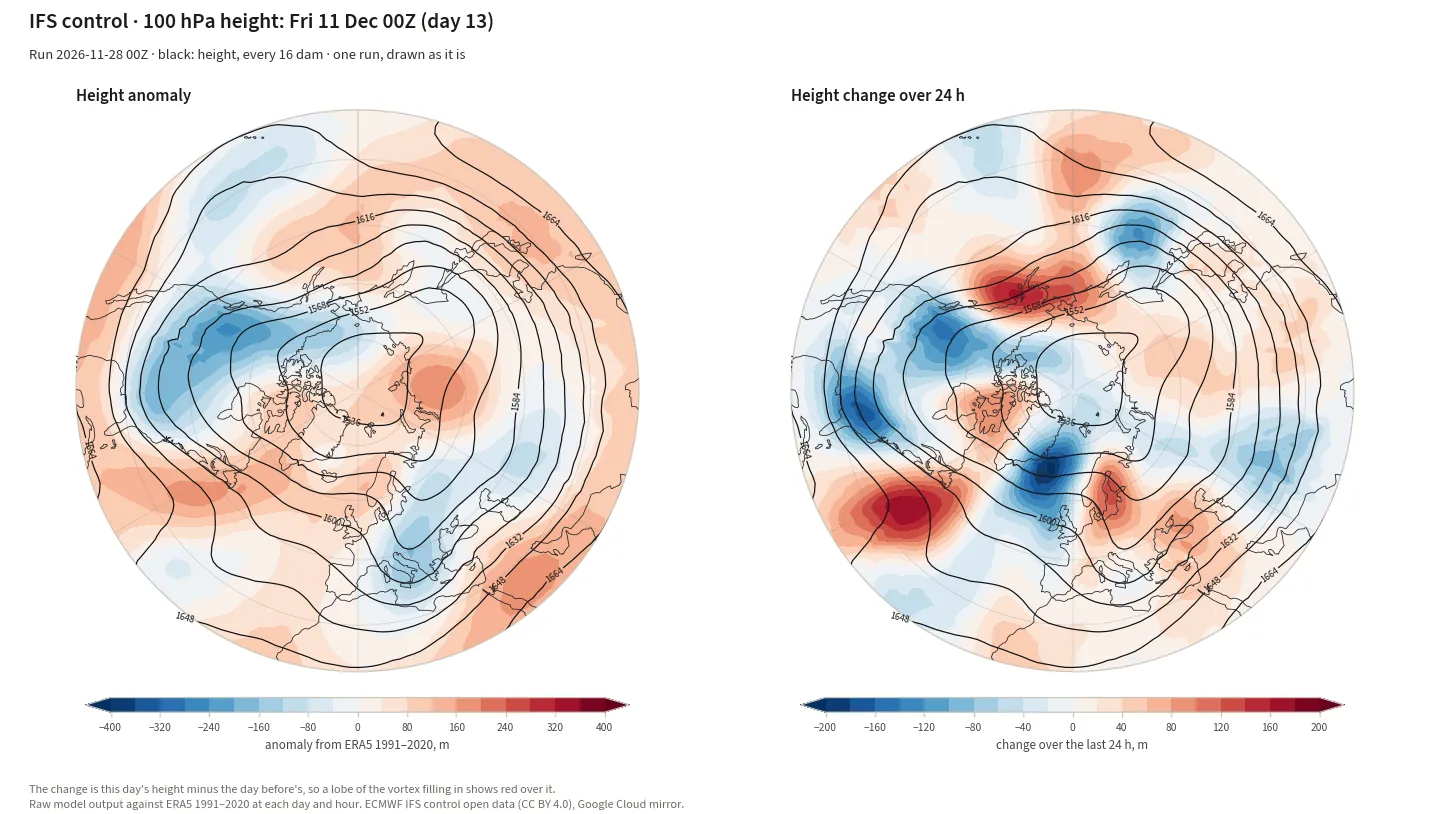 IFS control · 100 hPa height: Fri 11 Dec 00Z (day 13)
Run 2026-11-28 00Z · black: height, every 16 dam · one run, drawn as it is
Height anomaly
Height change over 24 h
1616
1664
1568
1552
1584
1536
1664
1600
1632
1648
1664
1648
1616
1664
1568
1552
1584
1536
1664
1600
1632
1648
1664
1648
−400 −320 −240 −160 −80 0 80 160 240 320 400
anomaly from ERA5 1991–2020, m
−200 −160 −120 −80 −40 0 40 80 120 160 200
change over the last 24 h, m
The change is this day's height minus the day before's, so a lobe of the vortex filling in shows red over it.
Raw model output against ERA5 1991–2020 at each day and hour. ECMWF IFS control open data (CC BY 4.0), Google Cloud mirror.